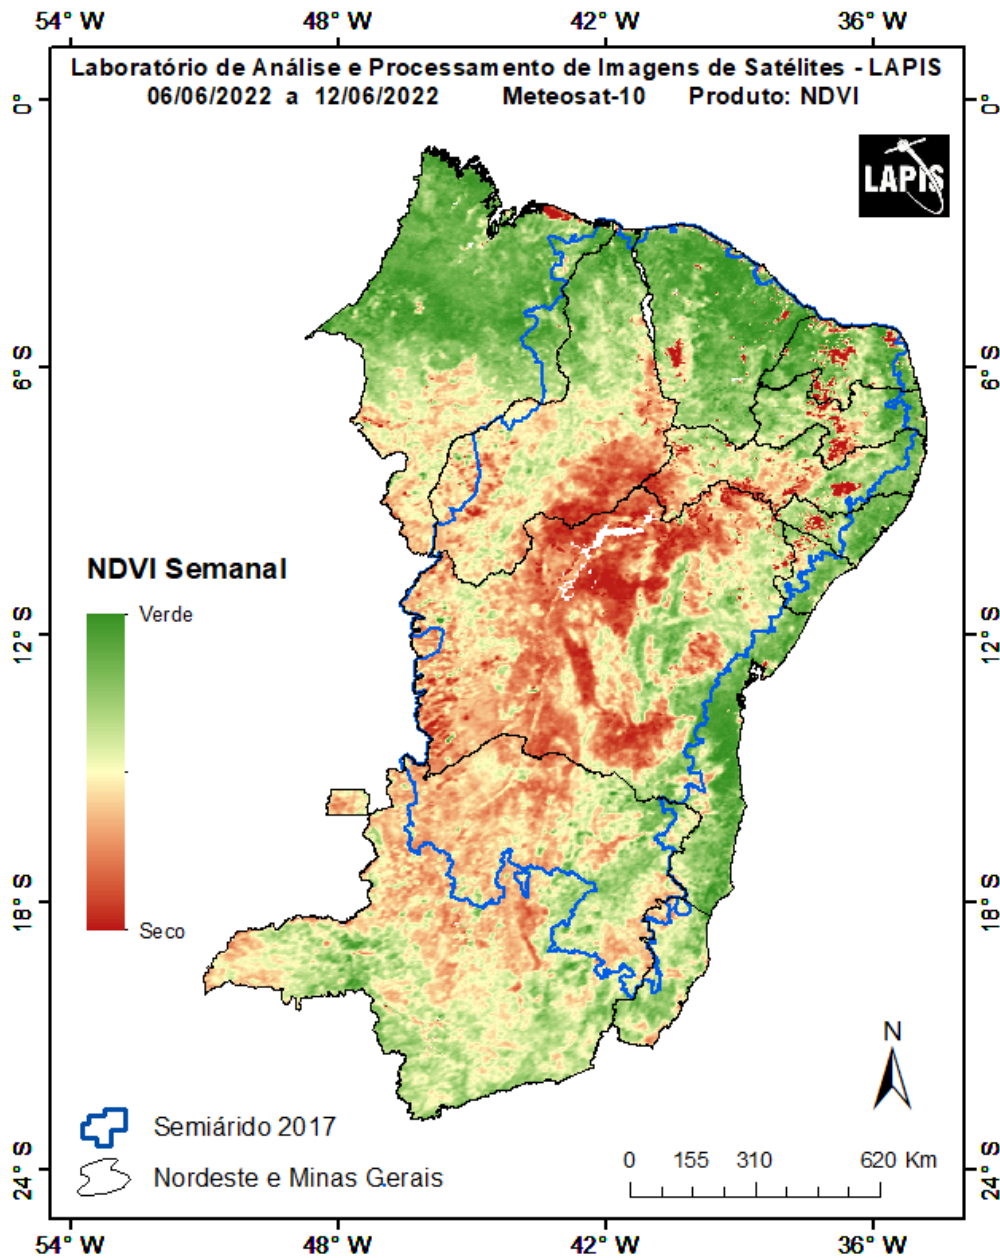 54° W 48° W 42° W 36° W
Laboratório de Análise e Processamento de Imagens de Satélites - LAPIS
06/06/2022 a 12/06/2022 Meteosat-10 Produto: NDVI
0° 0°
LAPIS
6° S 6° S
NDVI Semanal
Verde
12° S 12° S
18° S 18° S
Seco
N
Semiárido 2017
0 155 310 620 Km
Nordeste e Minas Gerais
24° S 24° S
54° W 48° W 42° W 36° W